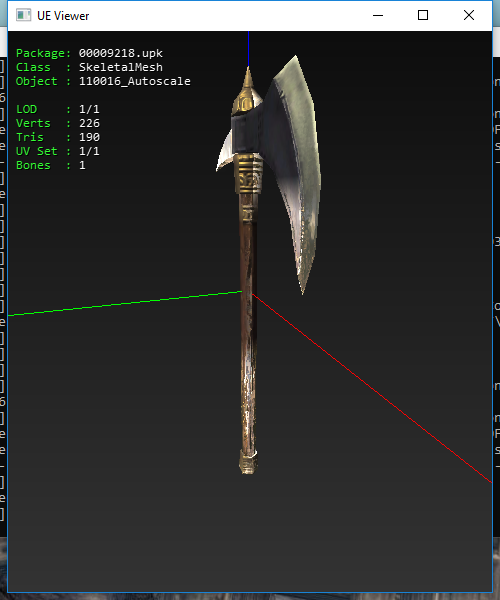 UE Viewer
Package: 00009218.upk
Class : SkeletalMesh
Object : 110016_Autoscale
LOD : 1/1
Verts : 226
Tris : 190
UV Set : 1/1
Bones : 1